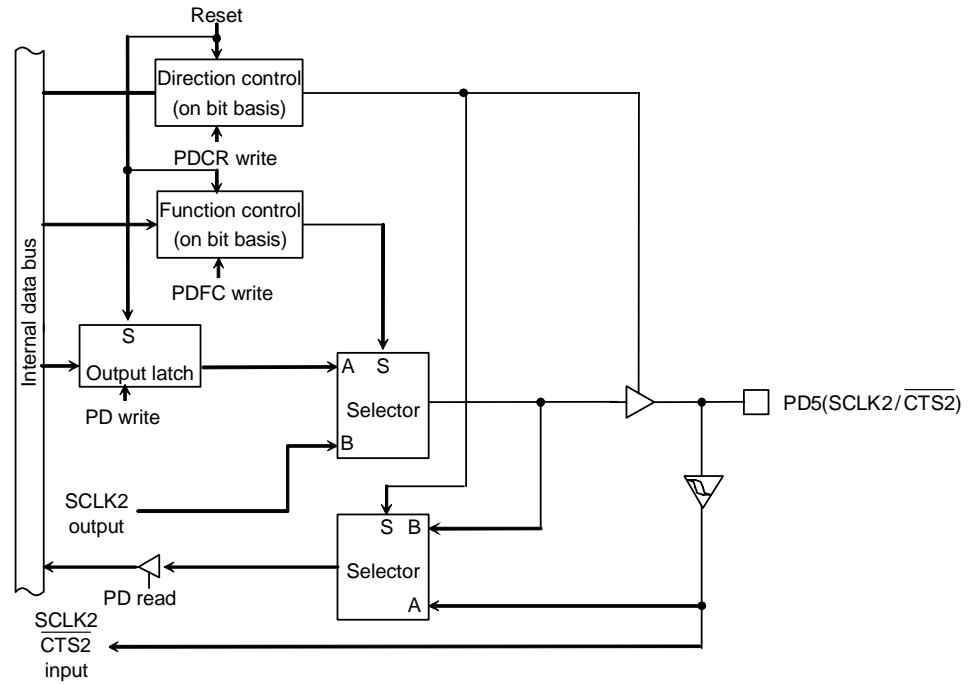 Reset
Direction control
(on bit basis)
PDCR write
Function control
(on bit basis)
PDFC write
Internal data bus
S
Output latch
PD write
A S
Selector
B
PD5(SCLK2/CTS2)
SCLK2
output
S B
Selector
A
PD read
SCLK2
CTS2
input